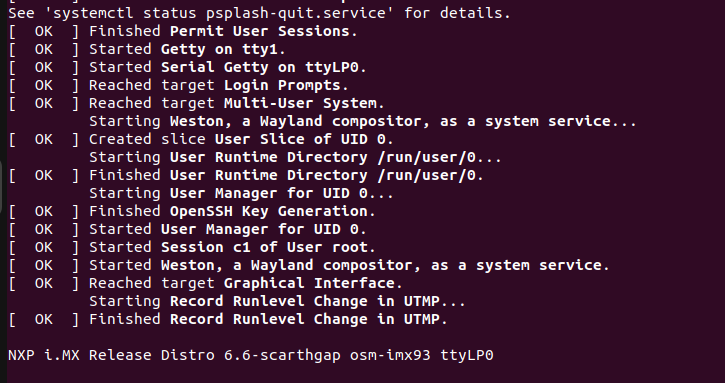 See 'systemctl status psplash-quit.service' for details.
[  OK  ] Finished Permit User Sessions.
[  OK  ] Started Getty on tty1.
[  OK  ] Started Serial Getty on ttyLP0.
[  OK  ] Reached target Login Prompts.
[  OK  ] Reached target Multi-User System.
         Starting Weston, a Wayland compositor, as a system service...
[  OK  ] Created slice User Slice of UID 0.
         Starting User Runtime Directory /run/user/0...
[  OK  ] Finished User Runtime Directory /run/user/0.
         Starting User Manager for UID 0...
[  OK  ] Finished OpenSSH Key Generation.
[  OK  ] Started User Manager for UID 0.
[  OK  ] Started Session c1 of User root.
[  OK  ] Started Weston, a Wayland compositor, as a system service.
[  OK  ] Reached target Graphical Interface.
         Starting Record Runlevel Change in UTMP...
[  OK  ] Finished Record Runlevel Change in UTMP.
NXP i.MX Release Distro 6.6-scarthgap osm-imx93 ttyLP0